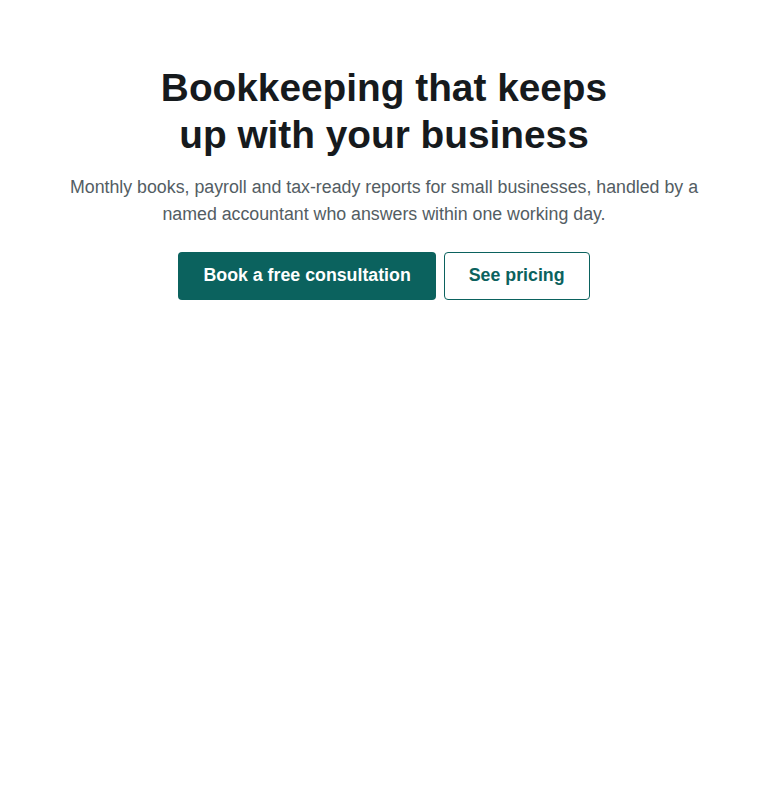 Bookkeeping that keeps
up with your business
Monthly books, payroll and tax-ready reports for small businesses, handled by a
named accountant who answers within one working day.
Book a free consultation
See pricing